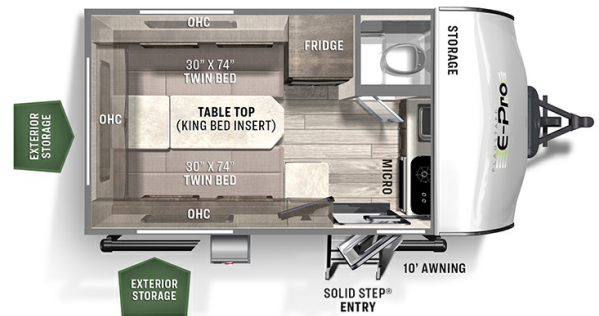 OHC
FRIDGE
STORAGE
30" X 74"
TWIN BED
E-Pro
EXTERIOR
STORAGE
OHC
TABLE TOP
(KING BED INSERT)
30" X 74"
TWIN BED
MICRO
OHC
10' AWNING
EXTERIOR
STORAGE
SOLID STEP®
ENTRY